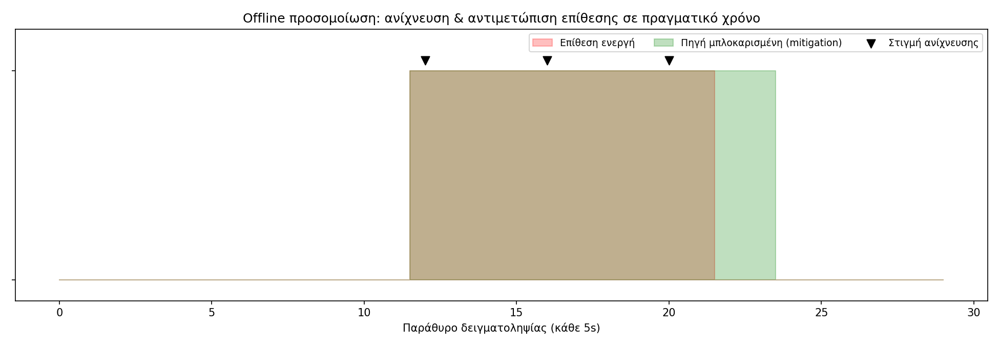 Offline προσομοίωση: ανίχνευση & αντιμετώπιση επίθεσης σε πραγματικό χρόνο
Επίθεση ενεργή
Πηγή μπλοκαρισμένη (mitigation)
Στιγμή ανίχνευσης
0 5 10 15 20 25 30
Παράθυρο δειγματοληψίας (κάθε 5s)